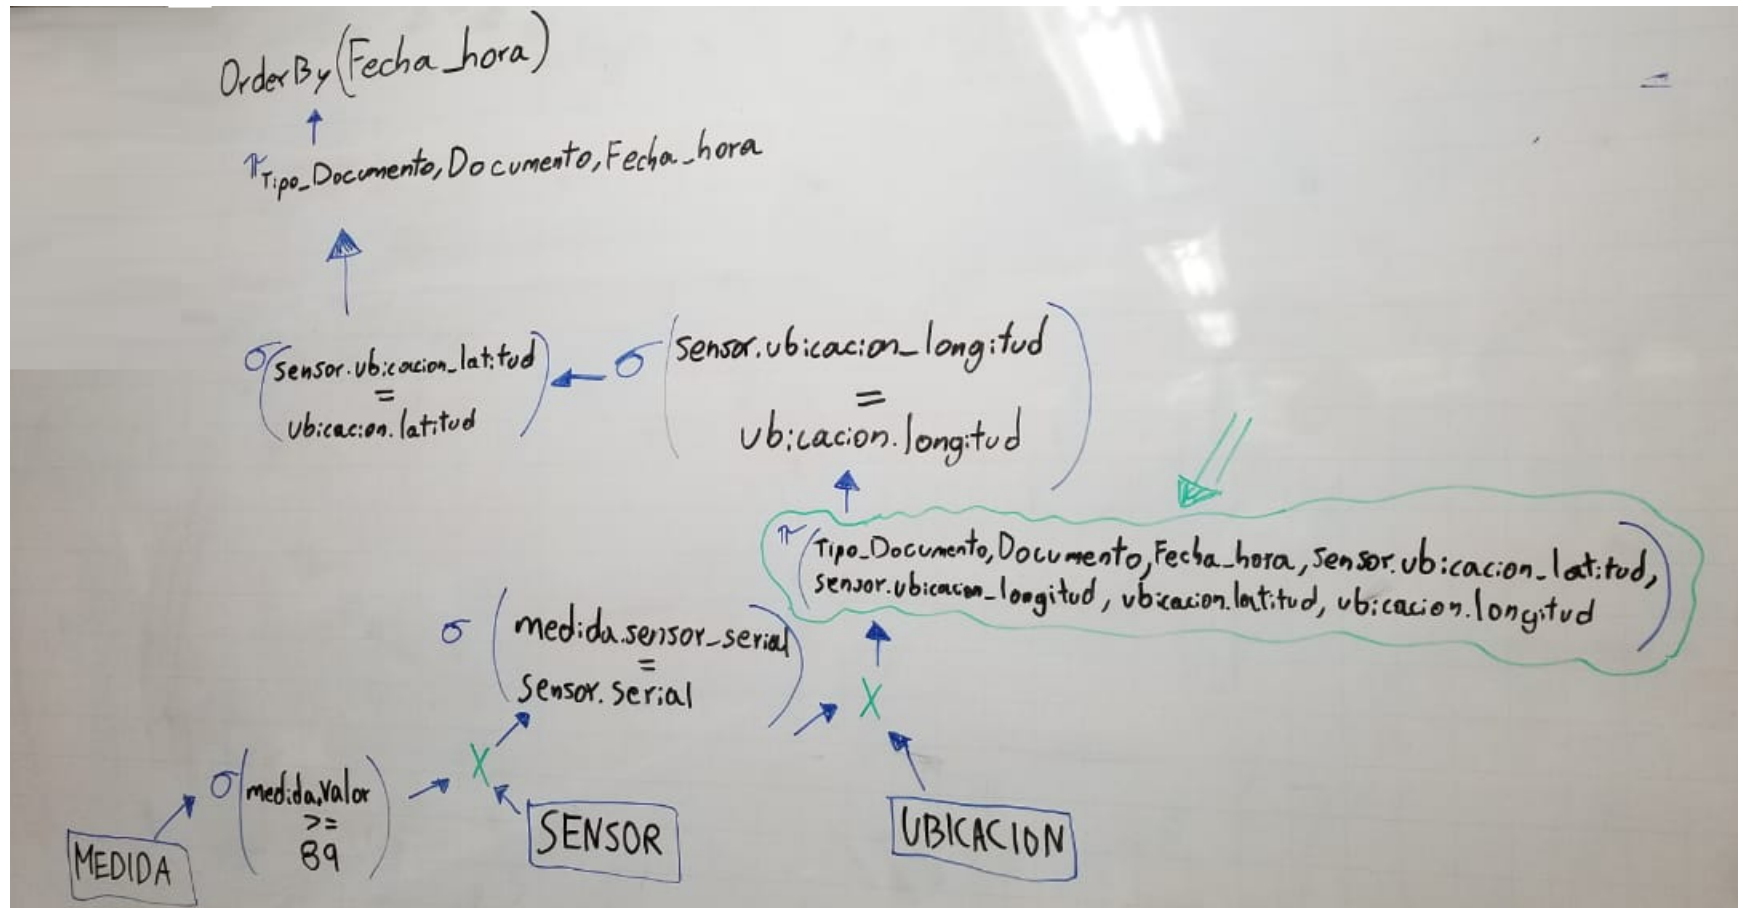 OrderBy(Fecha_hora)
π Tipo_Documento, Documento, Fecha_hora
σ (sensor.ubicacion_latitud
=
ubicacion.latitud)
σ (sensor.ubicacion_longitud
=
ubicacion.longitud)
π (Tipo_Documento, Documento, Fecha_hora, sensor.ubicacion_latitud,
sensor.ubicacion_longitud, ubicacion.latitud, ubicacion.longitud)
σ (medida.sensor_serial
=
sensor.serial)
X
X
σ (medida.valor
>=
89)
MEDIDA
SENSOR
UBICACION